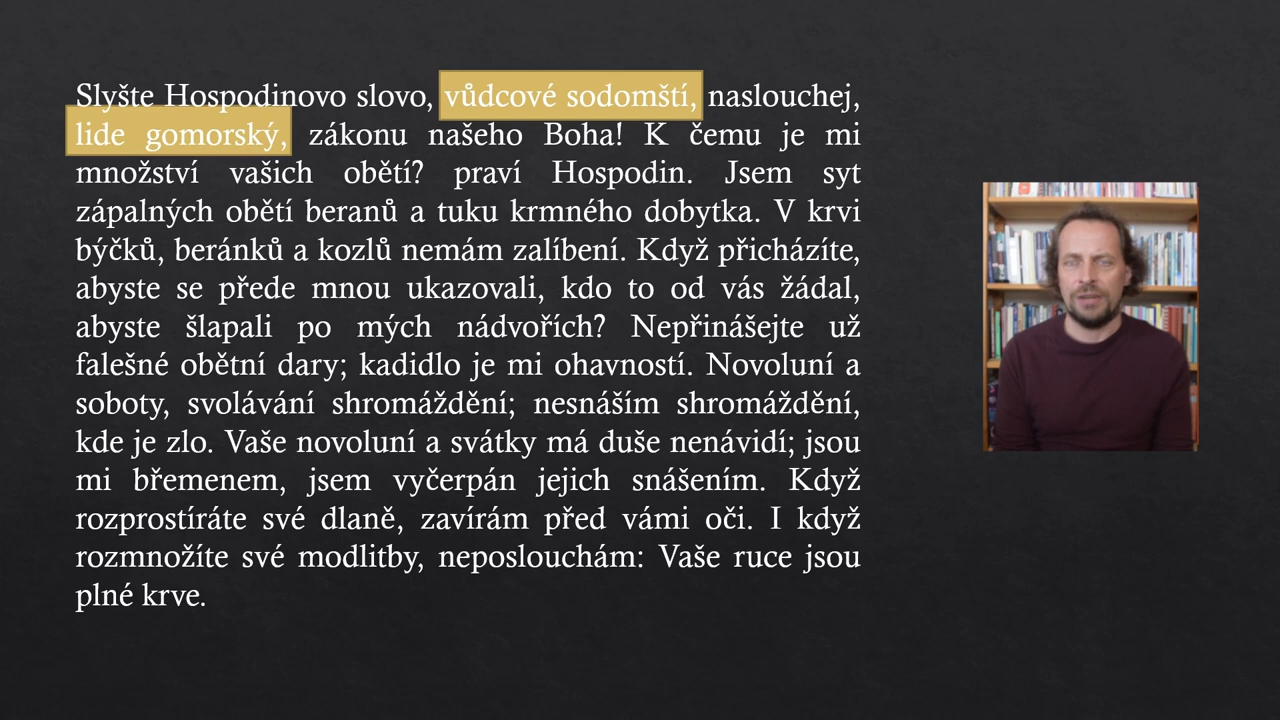 Slyšte Hospodinovo slovo, vůdcové sodomští, naslouchej,
lide gomorský, zákonu našeho Boha! K čemu je mi
množství vašich obětí? praví Hospodin. Jsem syt
zápalných obětí beranů a tuku krmného dobytka. V krvi
býčků, beránků a kozlů nemám zalíbení. Když přicházíte,
abyste se přede mnou ukazovali, kdo to od vás žádal,
abyste šlapali po mých nádvořích? Nepřinášejte už
falešné obětní dary; kadidlo je mi ohavností. Novoluní a
soboty, svolávání shromáždění; nesnáším shromáždění,
kde je zlo. Vaše novoluní a svátky má duše nenávidí; jsou
mi břemenem, jsem vyčerpán jejich snášením. Když
rozprostíráte své dlaně, zavírám před vámi oči. I když
rozmnožíte své modlitby, neposlouchám: Vaše ruce jsou
plné krve.